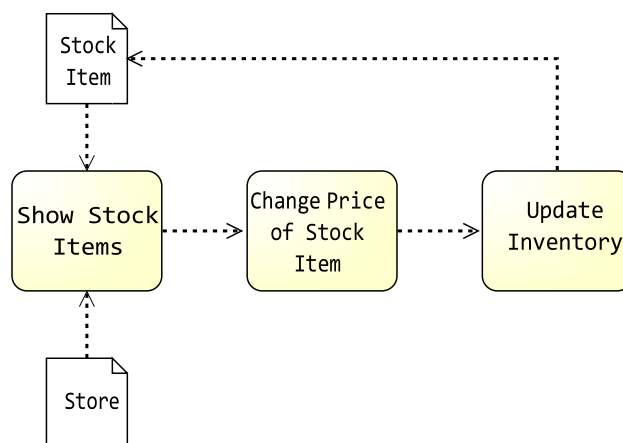 Stock
Item
Show Stock
Items
Change Price
of Stock
Item
Update
Inventory
Store